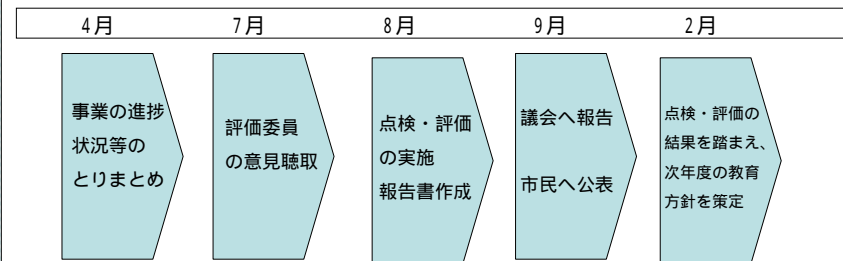 4月 7月 8月 9月 2月
事業の進捗
状況等の
とりまとめ
評価委員
の意見聴取
点検・評価
の実施
報告書作成
議会へ報告
市民へ公表
点検・評価の
結果を踏まえ、
次年度の教育
方針を策定